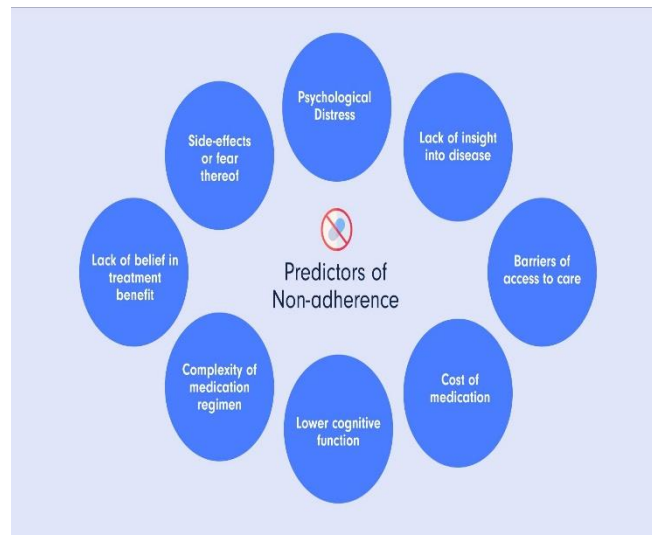 Psychological
Distress
Lack of insight
into disease
Barriers of
access to care
Cost of
medication
Lower cognitive
function
Complexity of
medication
regimen
Lack of belief in
treatment
benefit
Side-effects
or fear
thereof
Predictors of
Non-adherence